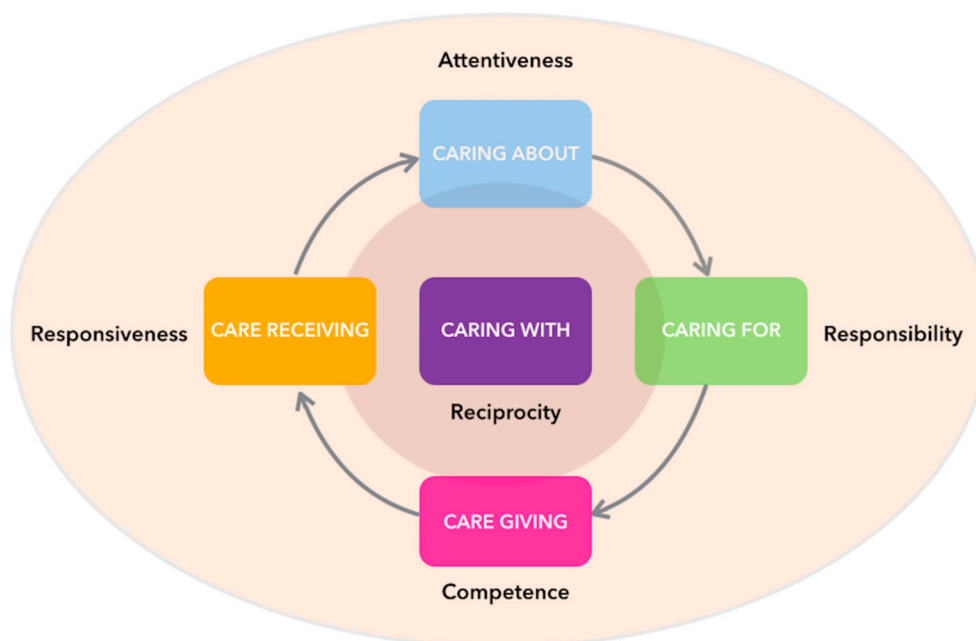 Attentiveness
CARING ABOUT
Responsiveness
CARE RECEIVING
CARING WITH
CARING FOR
Responsibility
Reciprocity
CARE GIVING
Competence